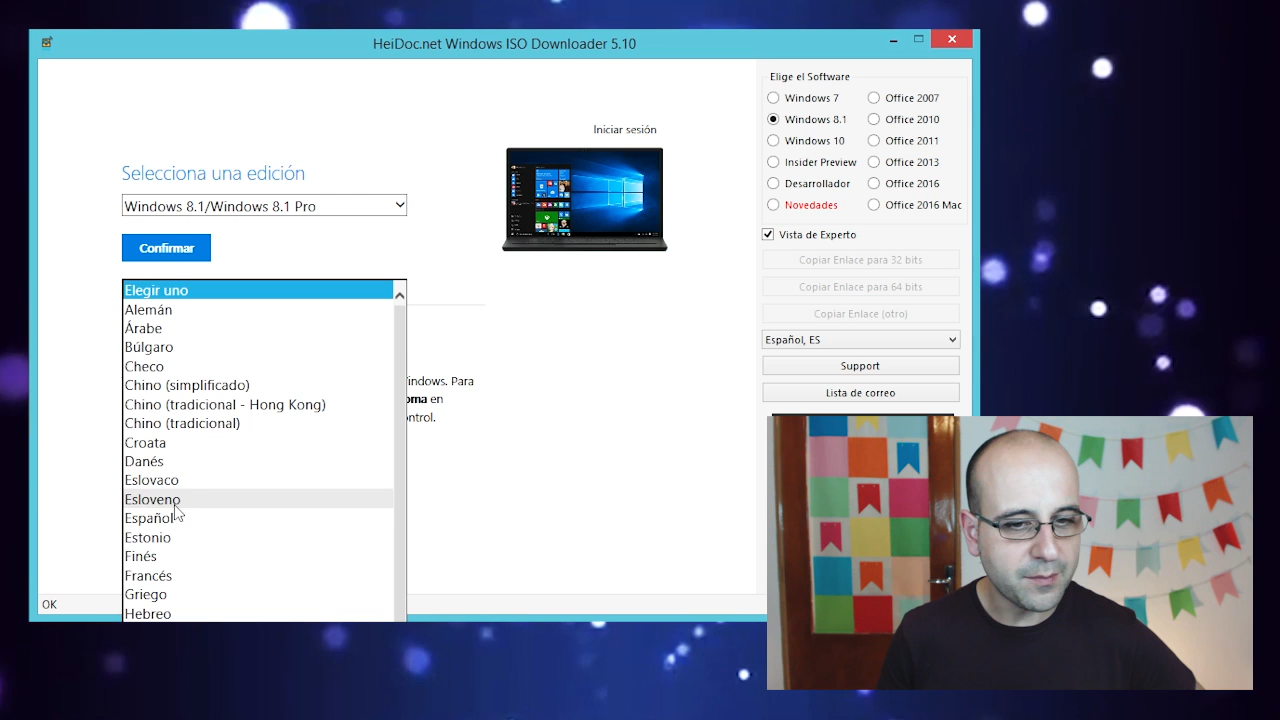 HeiDoc.net Windows ISO Downloader 5.10
Iniciar sesión
Selecciona una edición
Windows 8.1/Windows 8.1 Pro
Confirmar
Elegir uno
Alemán
Árabe
Búlgaro
Checo
Chino (simplificado)
Chino (tradicional - Hong Kong)
Chino (tradicional)
Croata
Danés
Eslovaco
Esloveno
Español
Estonio
Finés
Francés
Griego
Hebreo
indows. Para
oma en
ontrol.
OK
Elige el Software
Windows 7
Office 2007
Windows 8.1
Office 2010
Windows 10
Office 2011
Insider Preview
Office 2013
Desarrollador
Office 2016
Novedades
Office 2016 Mac
Vista de Experto
Copiar Enlace para 32 bits
Copiar Enlace para 64 bits
Copiar Enlace (otro)
Español, ES
Support
Lista de correo